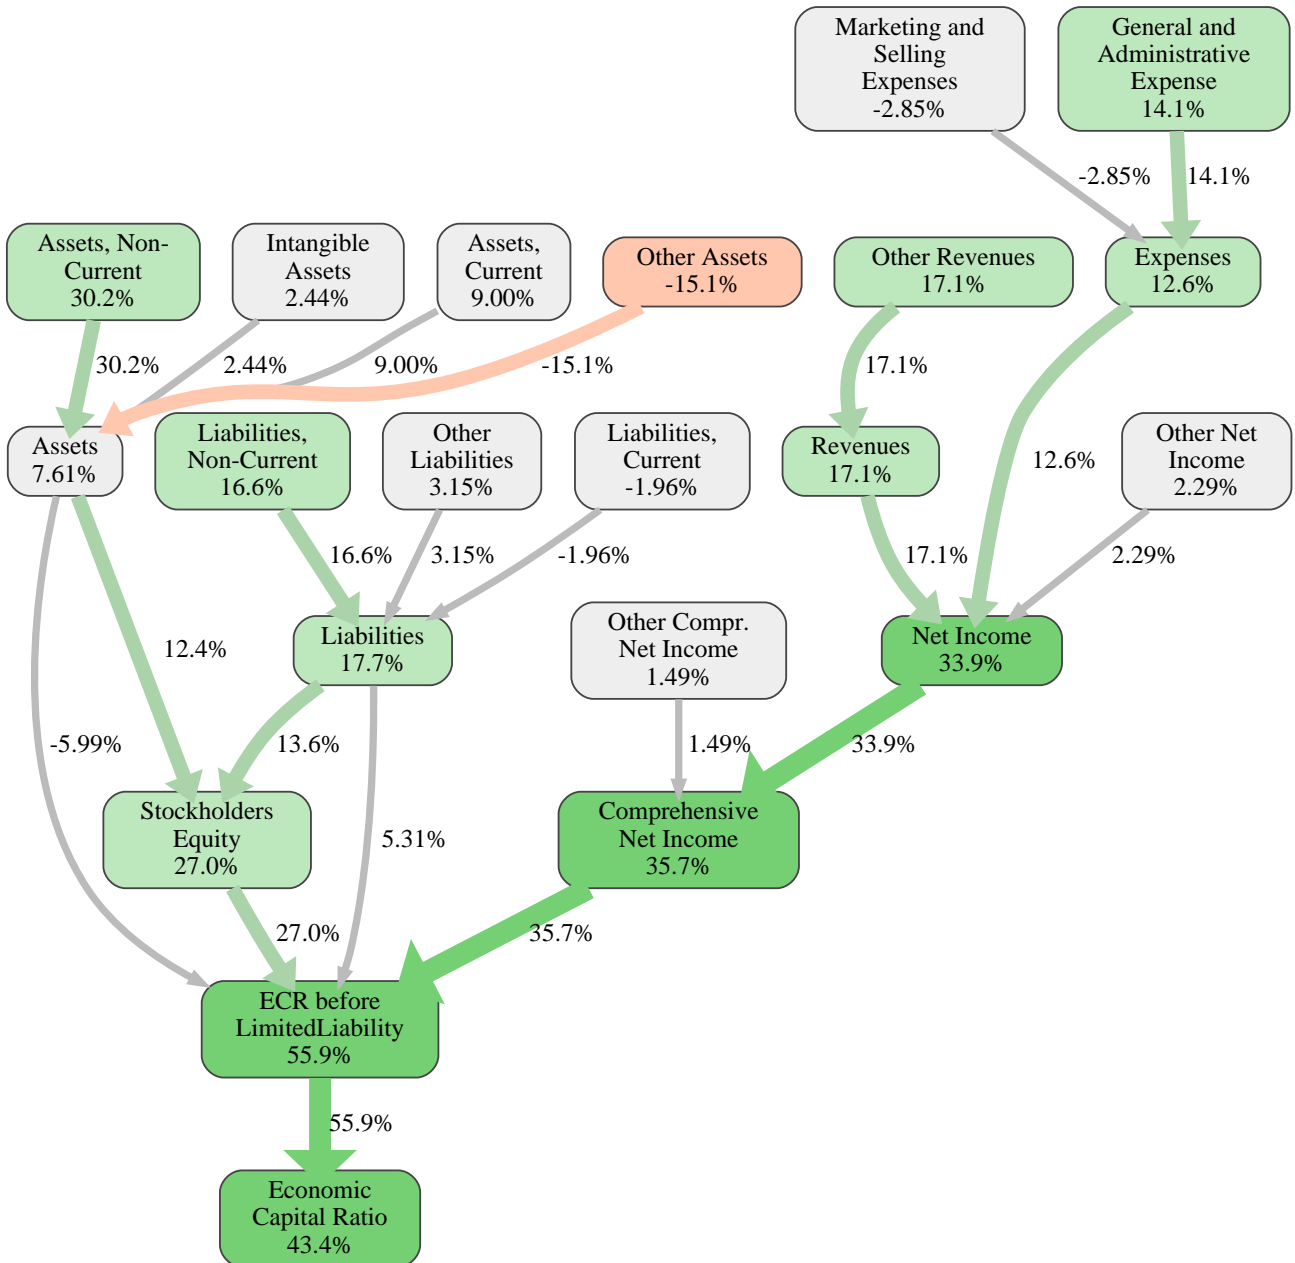 Marketing and
Selling
Expenses
-2.85%
General and
Administrative
Expense
14.1%
-2.85%
14.1%
Assets, Non-
Current
30.2%
Intangible
Assets
2.44%
Assets,
Current
9.00%
Other Assets
-15.1%
Other Revenues
17.1%
Expenses
12.6%
30.2%
2.44%
9.00%
-15.1%
17.1%
12.6%
Assets
7.61%
Liabilities,
Non-Current
16.6%
Other
Liabilities
3.15%
Liabilities,
Current
-1.96%
Revenues
17.1%
Other Net
Income
2.29%
16.6%
3.15%
-1.96%
17.1%
2.29%
12.4%
Liabilities
17.7%
Other Compr.
Net Income
1.49%
Net Income
33.9%
-5.99%
13.6%
1.49%
33.9%
Stockholders
Equity
27.0%
5.31%
Comprehensive
Net Income
35.7%
27.0%
35.7%
ECR before
LimitedLiability
55.9%
55.9%
Economic
Capital Ratio
43.4%